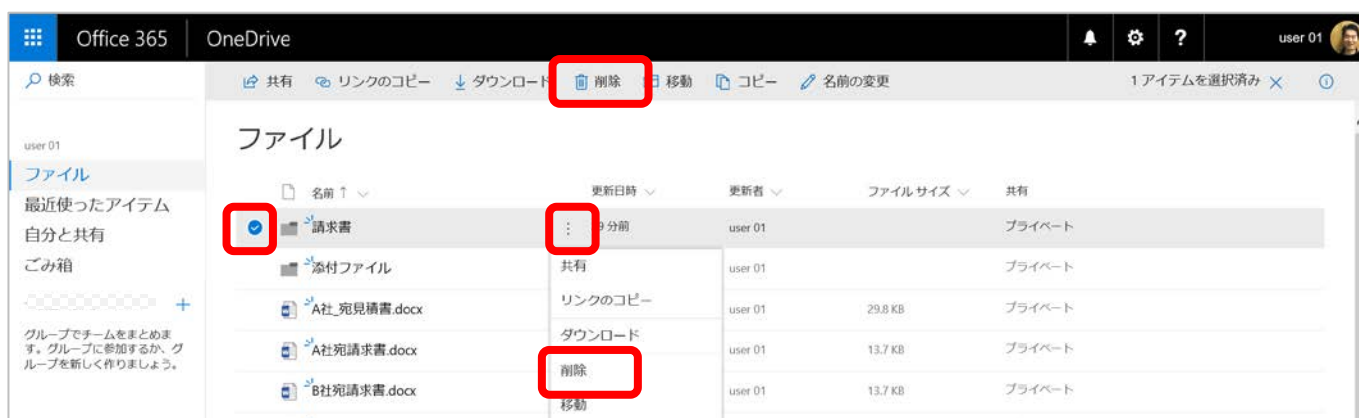 Office 365 OneDrive ? user 01
検索 共有 リンクのコピー ダウンロード 削除 移動 コピー 名前の変更 1 アイテムを選択済み
user 01
ファイル
最近使ったアイテム
自分と共有
ごみ箱
グループでチームをまとめま
す。グループに参加するか、グ
ループを新しく作りましょう。
ファイル
名前 更新日時 更新者 ファイル サイズ 共有
請求書 9 分前 user 01 プライベート
添付ファイル user 01 プライベート
A社_宛見積書.docx user 01 29.8 KB プライベート
A社宛請求書.docx user 01 13.7 KB プライベート
B社宛請求書.docx user 01 13.7 KB プライベート
共有
リンクのコピー
ダウンロード
削除
移動